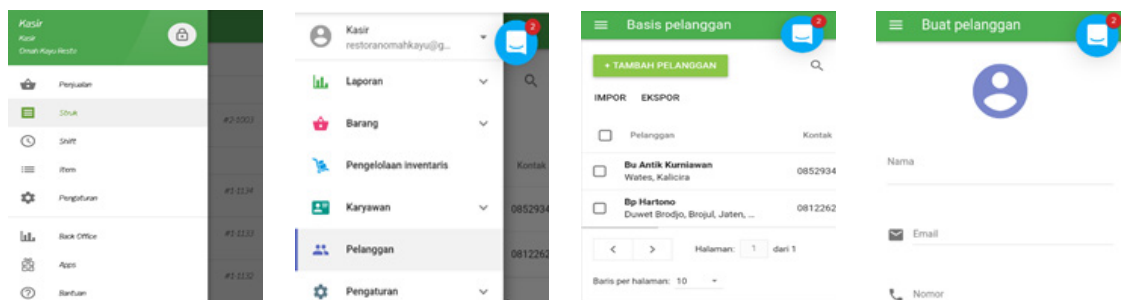 Kasir
Kasir
Omah Kayu Resto
Penjualan
Struk
#2-1003
Shift
Item
#1-1134
Pengaturan
#1-1133
Back Office
Apps
#1-1132
Bantuan
Kasir
restoranomahkayu@g...
2
Laporan
Barang
Pengelolaan inventaris
Kontak
Karyawan
0852934
Pelanggan
0812262
Pengaturan
Basis pelanggan
2
+ TAMBAH PELANGGAN
IMPOR EKSPOR
Pelanggan Kontak
Bu Antik Kurniawan
Wates, Kalicira
0852934
Bp Hartono
Duwet Brodjo, Brojul, Jaten, ...
0812262
< > Halaman: 1 dari 1
Baris per halaman: 10
Buat pelanggan
2
Nama
Email
Nomor